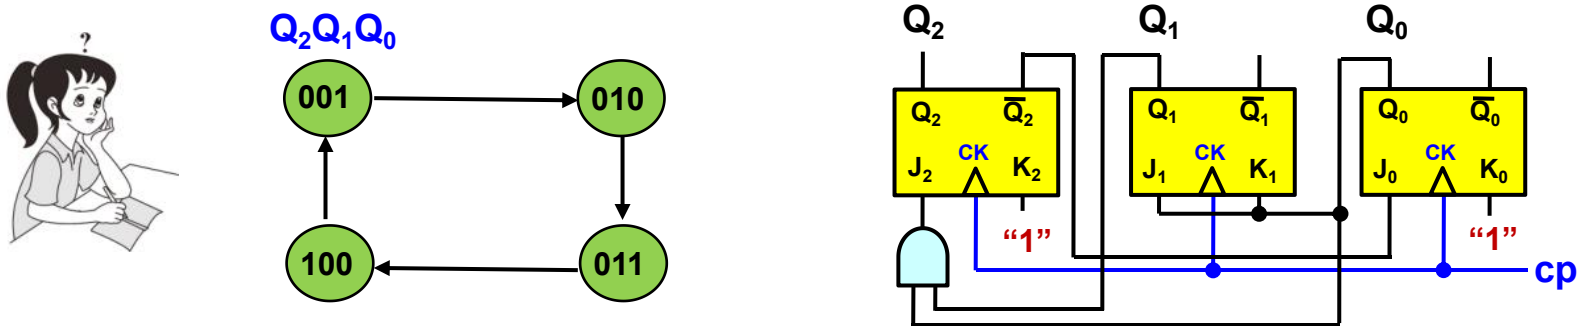 ?
Q₂Q₁Q₀
001
010
100
011
Q₂ Q₁ Q₀
Q₂ Q̅₂ Q₁ Q̅₁ Q₀ Q̅₀
CK CK CK
J₂ K₂ J₁ K₁ J₀ K₀
“1” “1”
cp